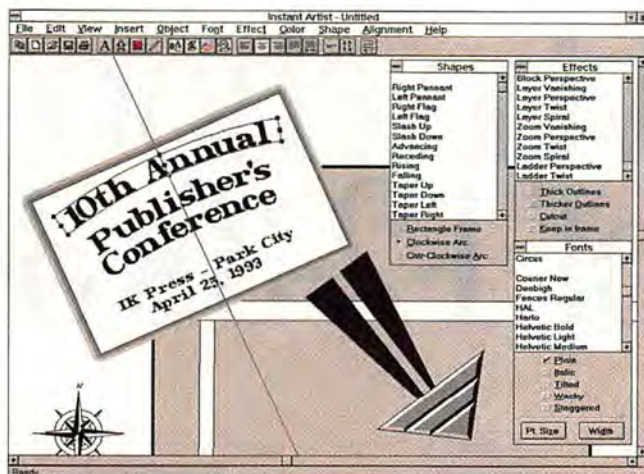 Instant Artist - Untitled
File Edit View Insert Object Font Effect Color Shape Alignment Help
10th Annual
Publisher's
Conference
IK Press - Park City
April 23, 1993
N
Shapes
Right Pennant
Left Pennant
Right Flag
Left Flag
Slash Up
Slash Down
Advancing
Receding
Rising
Falling
Taper Up
Taper Down
Taper Left
Taper Right
Rectangle Frame
Clockwise Arc
Cntr-Clockwise Arc
Effects
Block Perspective
Layer Vanishing
Layer Perspective
Layer Twist
Layer Spiral
Zoom Vanishing
Zoom Perspective
Zoom Twist
Zoom Spiral
Ladder Perspective
Ladder Twist
Thick Outlines
Thicker Outlines
Cutout
Keep in frame
Fonts
Circus
Courier New
Denbigh
Fences Regular
HAL
Harlo
Helvetic Bold
Helvetic Light
Helvetic Medium
Plain
Italic
Tilted
Wacky
Staggered
Pt. Size
Width
Ready